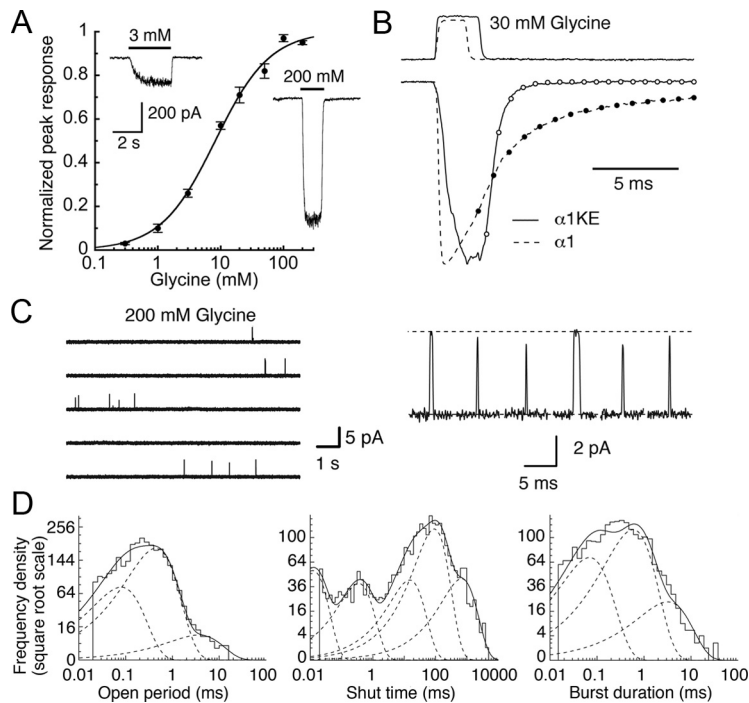 A
B
3 mM
200 pA
2 s
200 mM
Normalized peak response
1
0.8
0.6
0.4
0.2
0
0.1
1
10
100
Glycine (mM)
30 mM Glycine
5 ms
α1KE
α1
C
200 mM Glycine
5 pA
1 s
2 pA
5 ms
D
Frequency density
(square root scale)
256
144
64
16
0
0.01 0.1 1 10 100
Open period (ms)
100
64
36
16
4
0
0.01 1 100 10000
Shut time (ms)
100
64
36
16
4
0
0.01 0.1 1 10 100
Burst duration (ms)